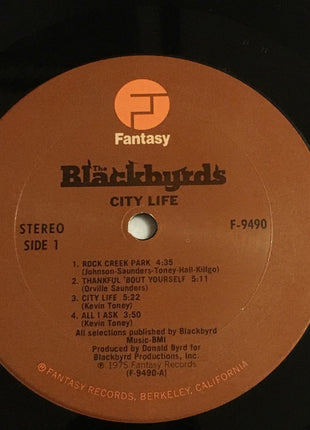 Fantasy
The Blackbyrds
CITY LIFE
STEREO
SIDE 1
F-9490
1. ROCK CREEK PARK 4:35
(Johnson-Saunders-Toney-Hall-Killgo)
2. THANKFUL 'BOUT YOURSELF 5:11
(Orville Saunders)
3. CITY LIFE 5:22
(Kevin Toney)
4. ALL I ASK 3:50
(Kevin Toney)
All selections published by Blackbyrd
Music-BMI
Produced by Donald Byrd for
Blackbyrd Productions, Inc.
℗ 1975 Fantasy Records
(F-9490-A)
® FANTASY RECORDS, BERKELEY, CALIFORNIA